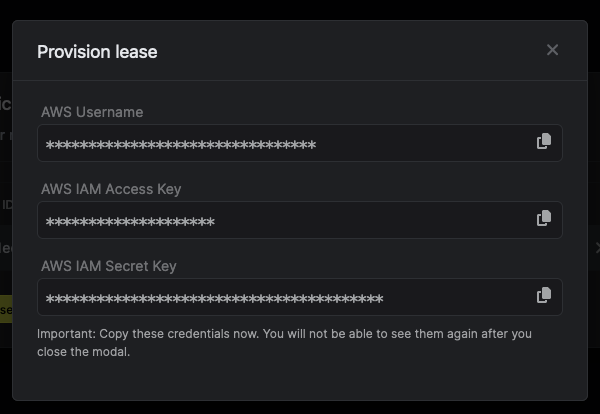 Provision lease
AWS Username
********************************
AWS IAM Access Key
********************
AWS IAM Secret Key
****************************************
Important: Copy these credentials now. You will not be able to see them again after you
close the modal.